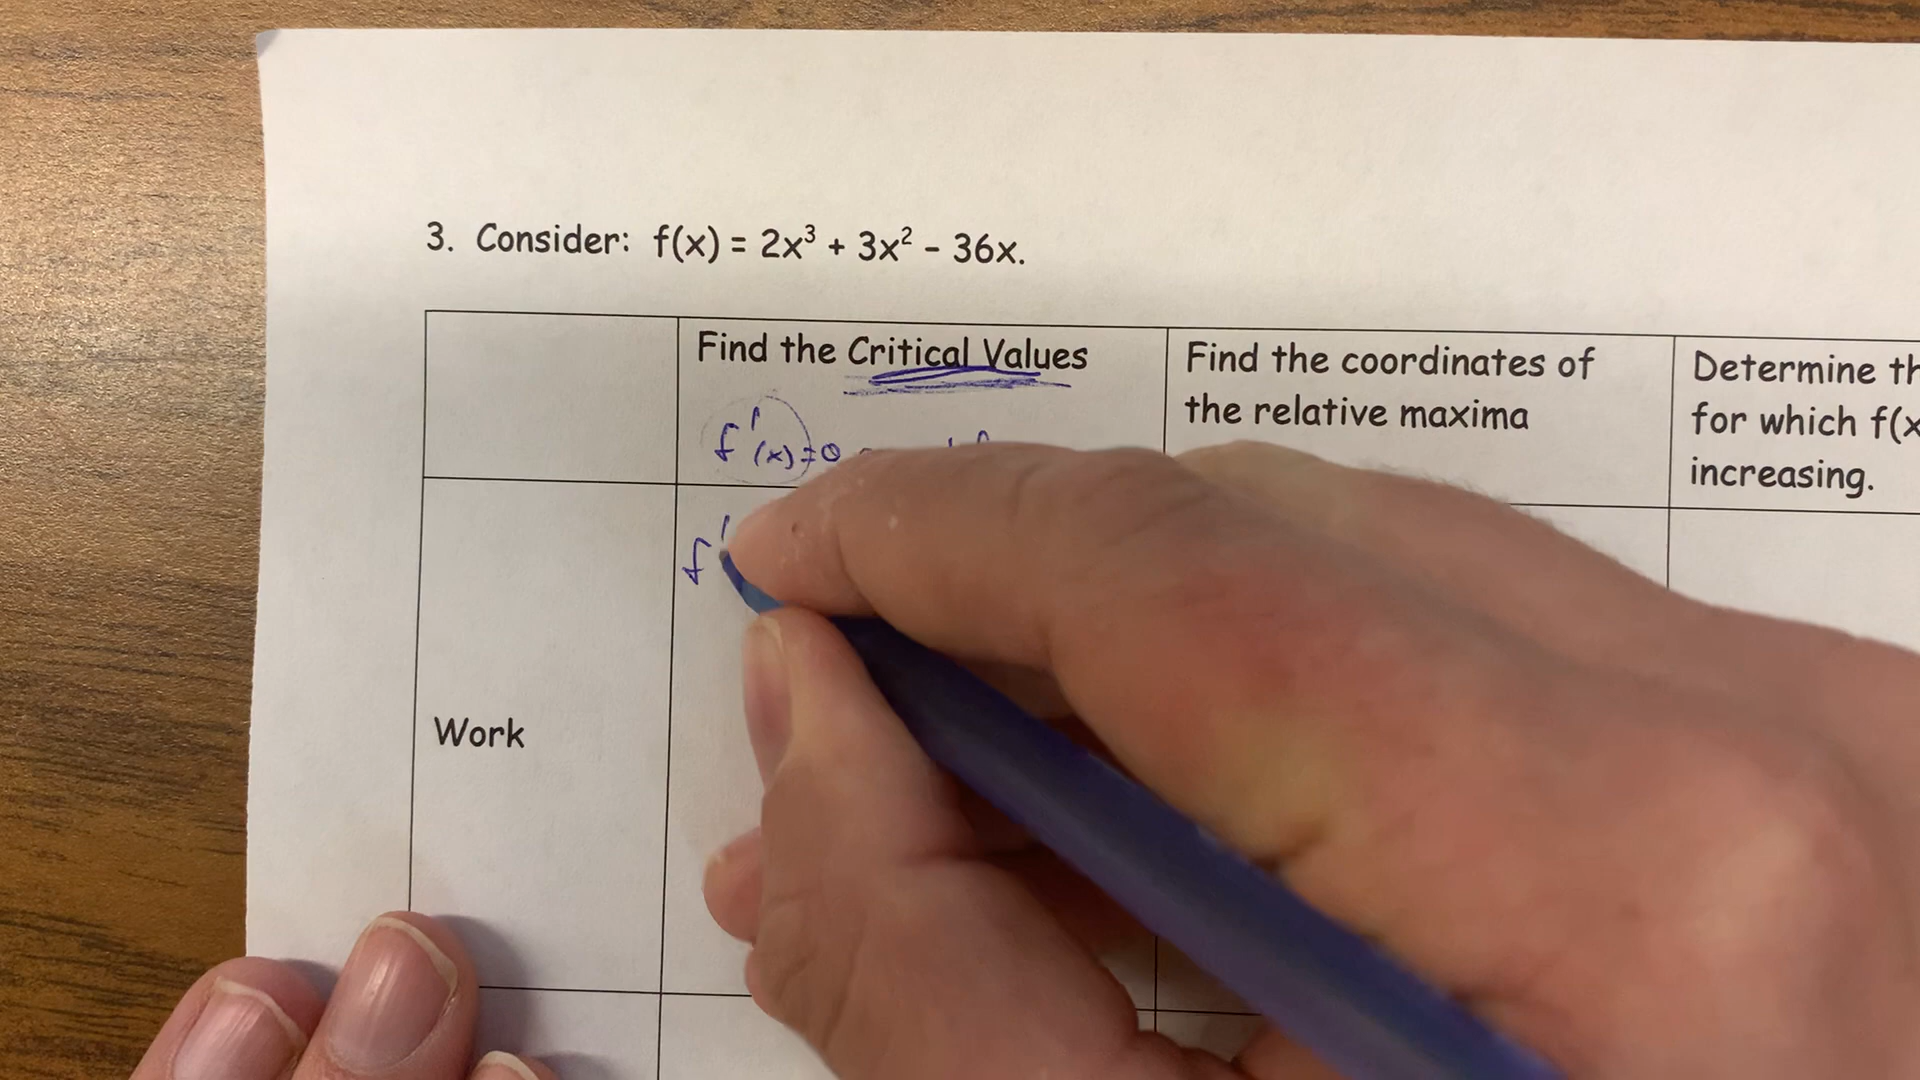 3. Consider: f(x) = 2x³ + 3x² - 36x.
Find the Critical Values
f'(x)=0
Find the coordinates of
the relative maxima
Determine
for which f(x
increasing.
f'
Work